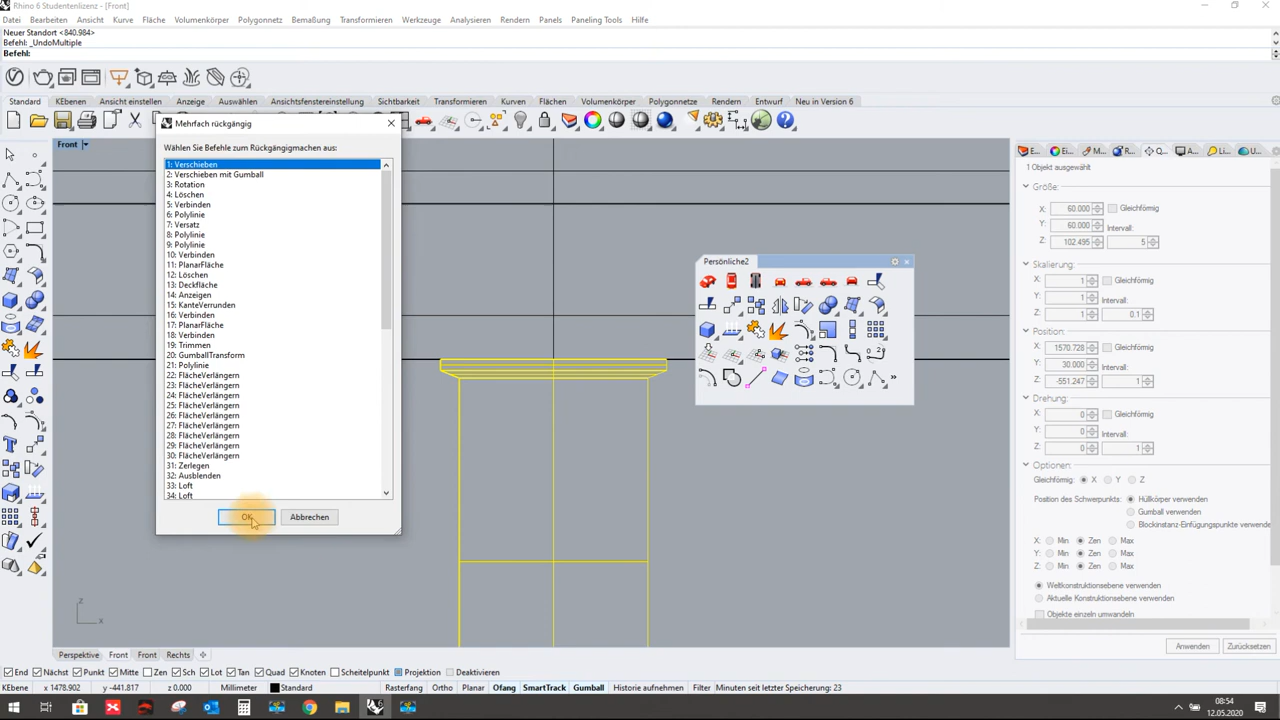 Rhino 6 Studentenlizenz - [Front]
Datei Bearbeiten Ansicht Kurve Fläche Volumenkörper Polygonnetz Bemaßung Transformieren Werkzeuge Analysieren Rendern Panels Paneling Tools Hilfe
Neuer Standort <840.984>
Befehl: _UndoMultiple
Befehl:
Standard KEbenen Ansicht einstellen Anzeige Auswählen Ansichtsfenstereinstellung Sichtbarkeit Transformieren Kurven Flächen Volumenkörper Polygonnetze Rendern Entwurf Neu in Version 6
Front
Mehrfach rückgängig
Wählen Sie Befehle zum Rückgängigmachen aus:
1: Verschieben
2: Verschieben mit Gumball
3: Rotation
4: Löschen
5: Verbinden
6: Polylinie
7: Versatz
8: Polylinie
9: Polylinie
10: Verbinden
11: PlanarFläche
12: Löschen
13: Deckfläche
14: Anzeigen
15: KanteVerrunden
16: Verbinden
17: PlanarFläche
18: Verbinden
19: Trimmen
20: GumballTransform
21: Polylinie
22: FlächeVerlängern
23: FlächeVerlängern
24: FlächeVerlängern
25: FlächeVerlängern
26: FlächeVerlängern
27: FlächeVerlängern
28: FlächeVerlängern
29: FlächeVerlängern
30: FlächeVerlängern
31: Zerlegen
32: Ausblenden
33: Loft
34: Loft
OK Abbrechen
Persönliche2
E... Ei... M... R... Q... A... Li... U...
1 Objekt ausgewählt
Größe:
X: 60.000 Gleichförmig
Y: 60.000 Intervall:
Z: 102.495 5
Skalierung:
X: 1 Gleichförmig
Y: 1 Intervall:
Z: 1 0.1
Position:
X: 1570.728
Y: 30.000 Intervall:
Z: -551.247 1
Drehung:
X: 0 Gleichförmig
Y: 0 Intervall:
Z: 0 1
Optionen:
Gleichförmig: X Y Z
Position des Schwerpunkts: Hüllkörper verwenden
Gumball verwenden
Blockinstanz-Einfügungspunkte verwende
X: Min Zen Max
Y: Min Zen Max
Z: Min Zen Max
Weltkonstruktionsebene verwenden
Aktuelle Konstruktionsebene verwenden
Objekte einzeln umwandeln
Anwenden Zurücksetzen
z
x
Perspektive Front Front Rechts
End Nächst Punkt Mitte Zen Sch Lot Tan Quad Knoten Scheitelpunkt Projektion Deaktivieren
KEbene x 1478.902 y -441.817 z 0.000 Millimeter Standard Rasterfang Ortho Planar Ofang SmartTrack Gumball Historie aufnehmen Filter Minuten seit letzter Speicherung: 23
08:54
12.05.2020